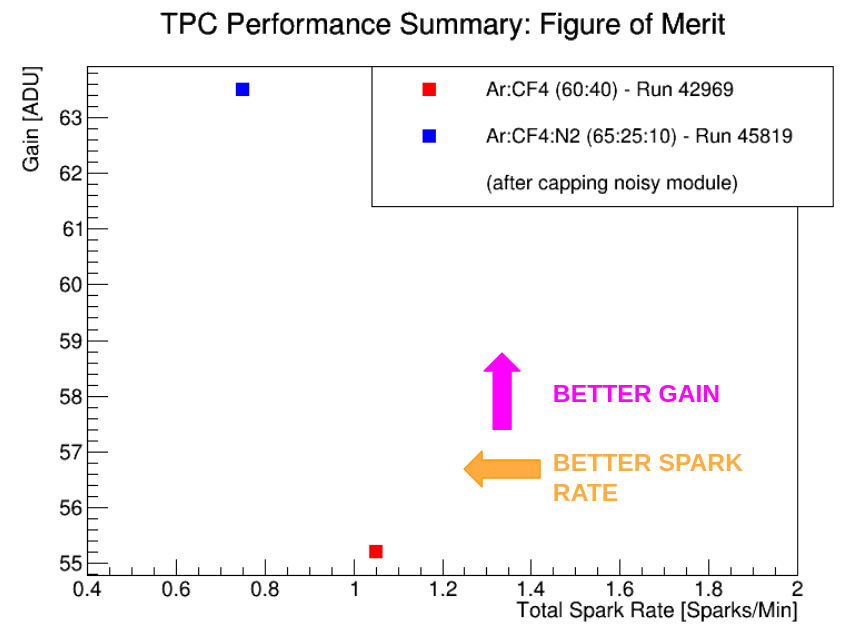 TPC Performance Summary: Figure of Merit
Gain [ADU]
63
62
61
60
59
58
57
56
55
Ar:CF4 (60:40) - Run 42969
Ar:CF4:N2 (65:25:10) - Run 45819
(after capping noisy module)
BETTER GAIN
BETTER SPARK
RATE
0.4 0.6 0.8 1 1.2 1.4 1.6 1.8 2
Total Spark Rate [Sparks/Min]